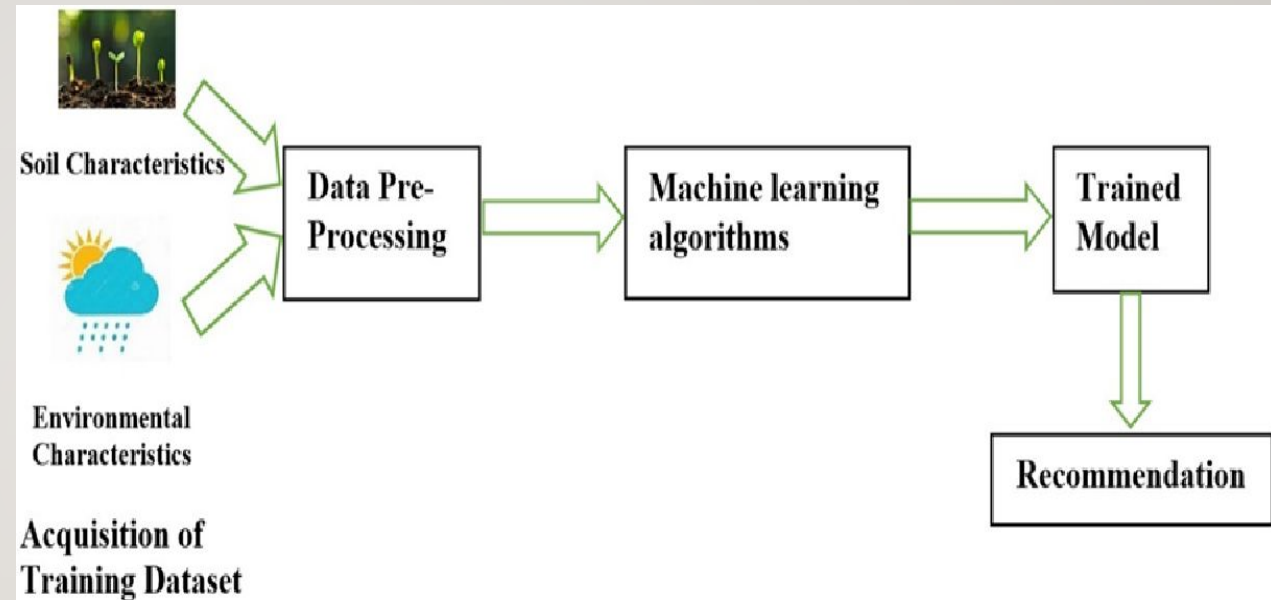 Soil Characteristics
Environmental
Characteristics
Acquisition of
Training Dataset
Data Pre-
Processing
Machine learning
algorithms
Trained
Model
Recommendation